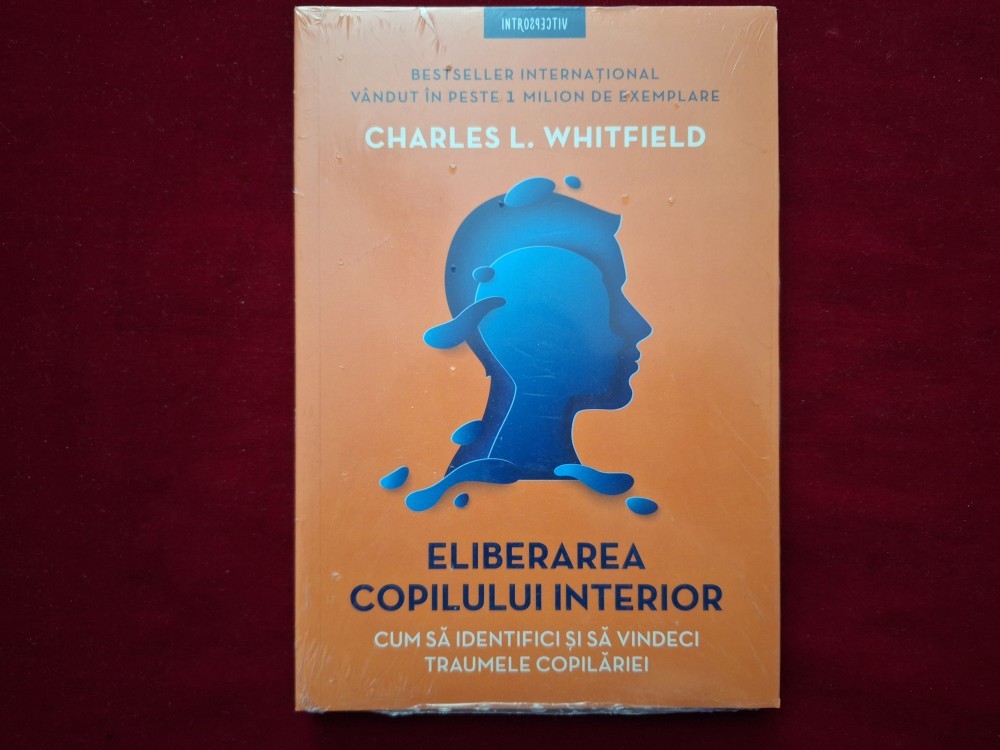 INTROSPECTIV
BESTSELLER INTERNAȚIONAL
VÂNDUT ÎN PESTE 1 MILION DE EXEMPLARE
CHARLES L. WHITFIELD
ELIBERAREA
COPILULUI INTERIOR
CUM SĂ IDENTIFICI ȘI SĂ VINDECI
TRAUMELE COPILĂRIEI